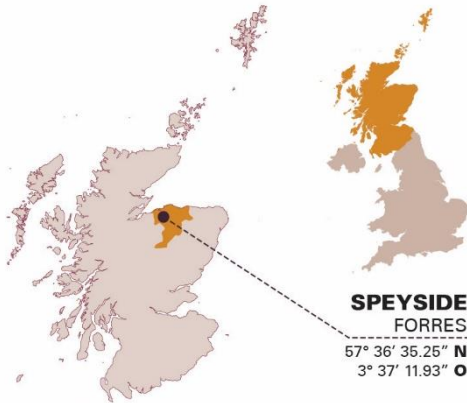 SPEYSIDE
FORRES
57° 36′ 35.25″ N
3° 37′ 11.93″ O